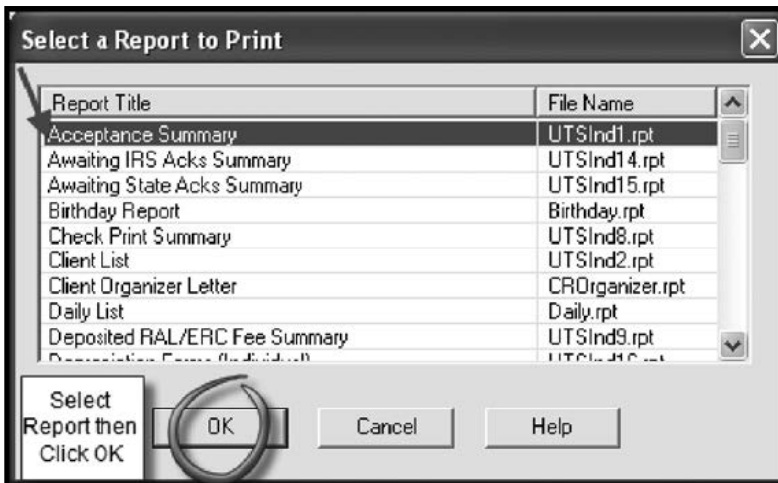 Select a Report to Print
Report Title File Name
Acceptance Summary UTSInd1.rpt
Awaiting IRS Acks Summary UTSInd14.rpt
Awaiting State Acks Summary UTSInd15.rpt
Birthday Report Birthday.rpt
Check Print Summary UTSInd8.rpt
Client List UTSInd2.rpt
Client Organizer Letter CROrganizer.rpt
Daily List Daily.rpt
Deposited RAL/ERC Fee Summary UTSInd9.rpt
Select
Report then
Click OK
OK Cancel Help